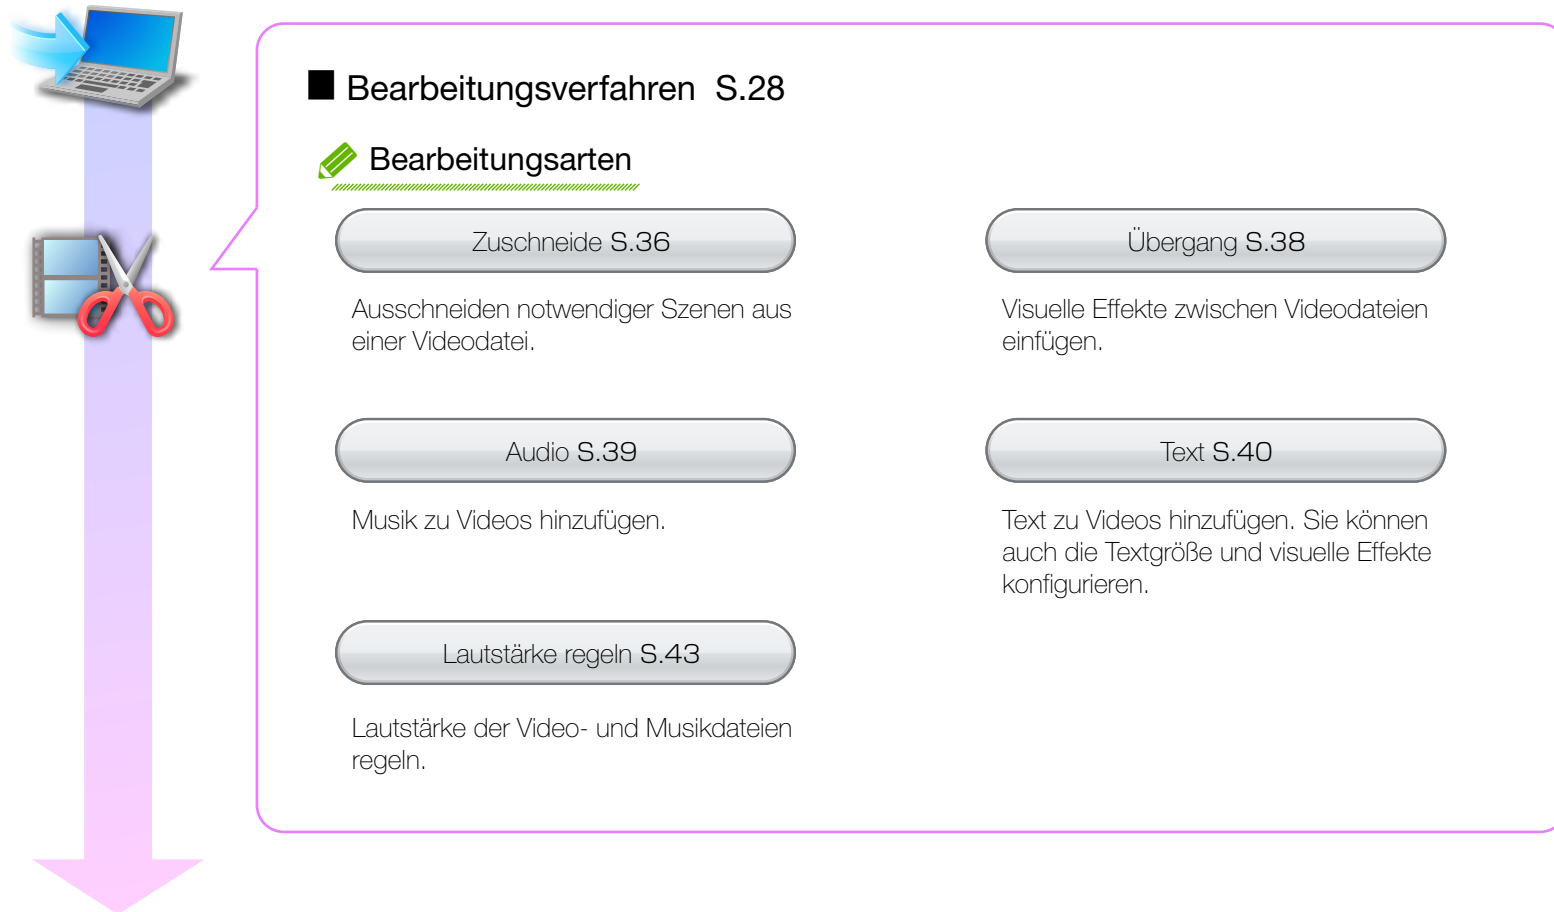 ■ Bearbeitungsverfahren S.28
Bearbeitungsarten
Zuschneide S.36
Ausschneiden notwendiger Szenen aus
einer Videodatei.
Übergang S.38
Visuelle Effekte zwischen Videodateien
einfügen.
Audio S.39
Musik zu Videos hinzufügen.
Text S.40
Text zu Videos hinzufügen. Sie können
auch die Textgröße und visuelle Effekte
konfigurieren.
Lautstärke regeln S.43
Lautstärke der Video- und Musikdateien
regeln.